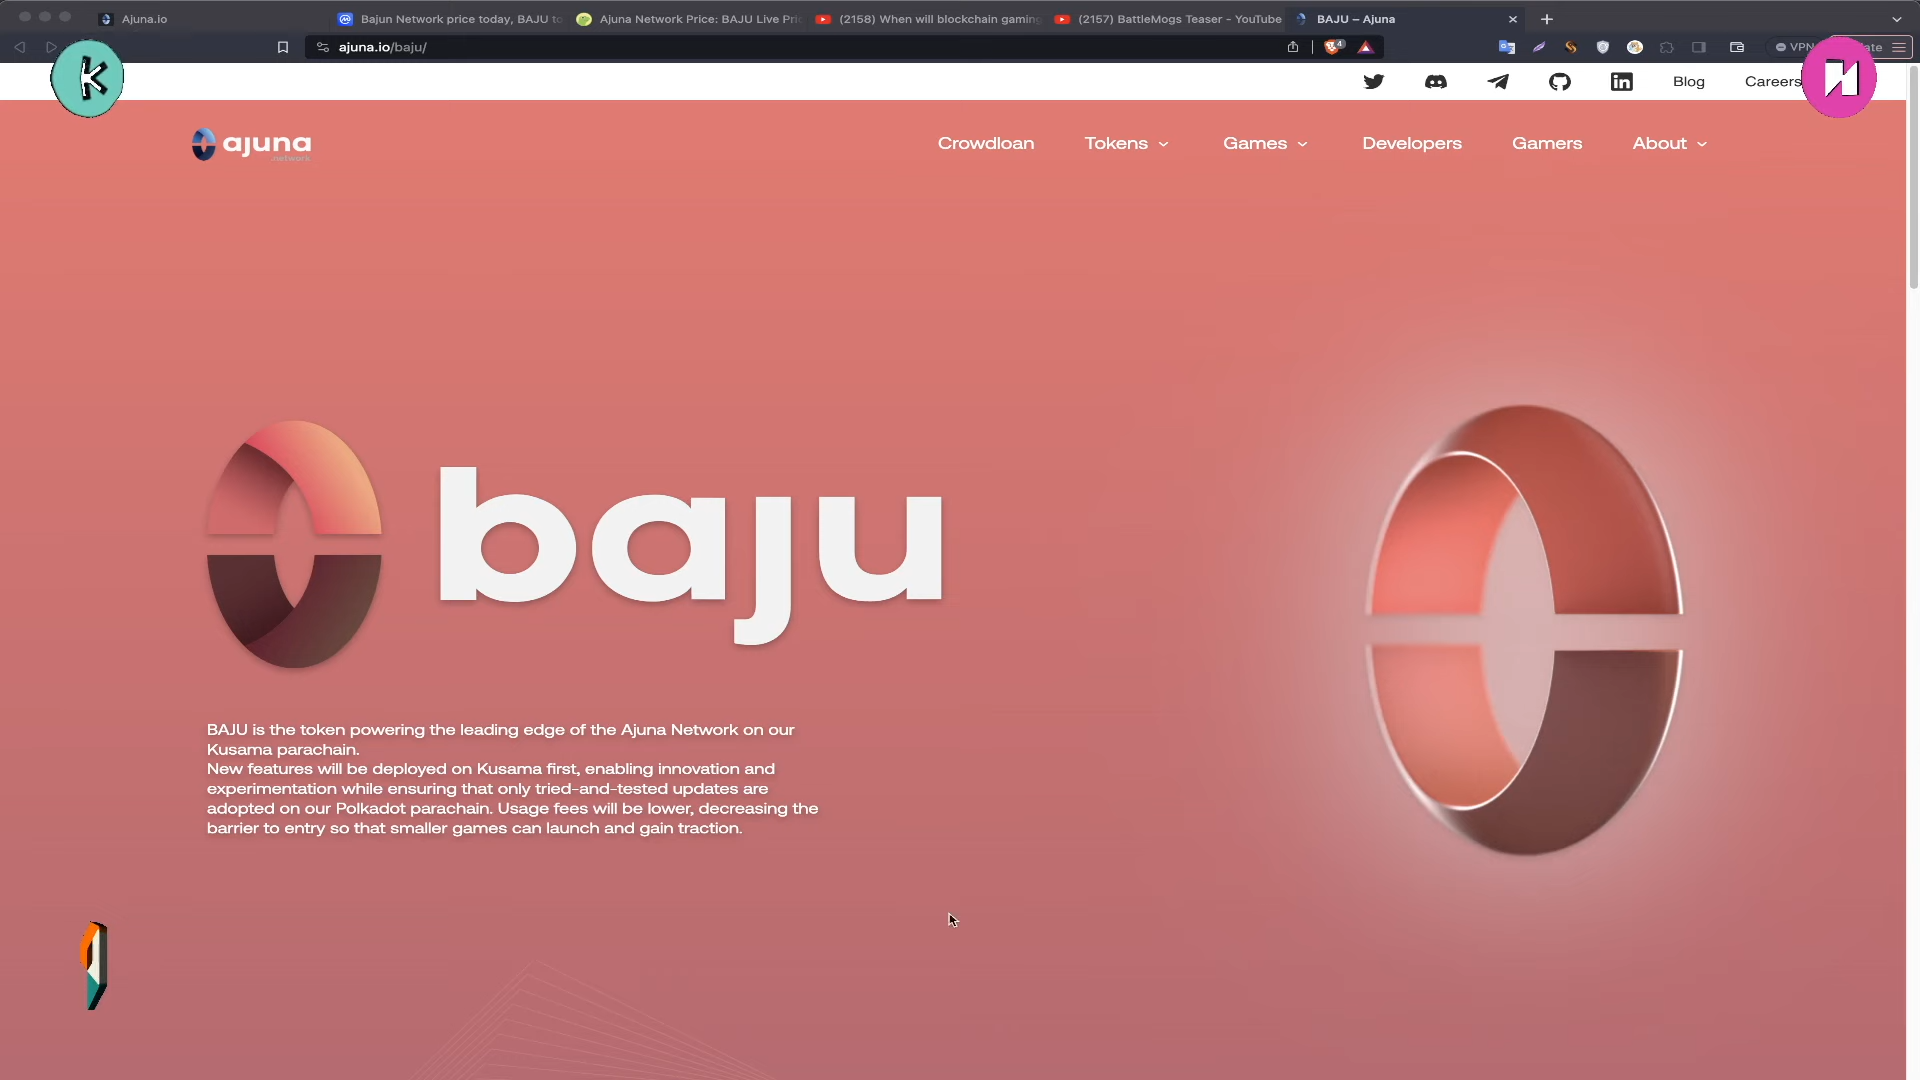 Ajuna.io
Bajun Network price today, BAJU to
Ajuna Network Price: BAJU Live Pri
(2158) When will blockchain gaming
(2157) BattleMogs Teaser - YouTube
BAJU – Ajuna
ajuna.io/baju/
4
VPN
ate
Blog
Careers
ajuna
network
Crowdloan
Tokens
Games
Developers
Gamers
About
baju
BAJU is the token powering the leading edge of the Ajuna Network on our
Kusama parachain.
New features will be deployed on Kusama first, enabling innovation and
experimentation while ensuring that only tried-and-tested updates are
adopted on our Polkadot parachain. Usage fees will be lower, decreasing the
barrier to entry so that smaller games can launch and gain traction.